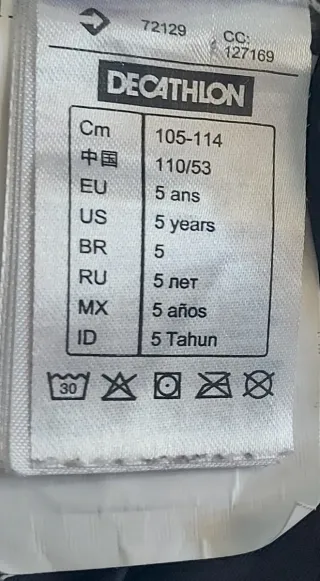 72129
CC:
127169
DECATHLON
Cm 105-114
中国 110/53
EU 5 ans
US 5 years
BR 5
RU 5 лет
MX 5 años
ID 5 Tahun
30